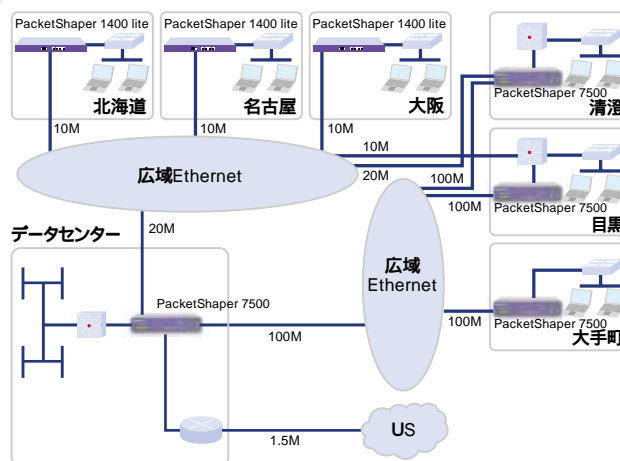 PacketShaper 1400 lite
北海道
PacketShaper 1400 lite
名古屋
PacketShaper 1400 lite
大阪
PacketShaper 7500
清澄
10M
10M
10M
10M
20M
100M
100M
PacketShaper 7500
目黒
広域Ethernet
20M
データセンター
PacketShaper 7500
広域
Ethernet
100M
100M
PacketShaper 7500
大手町
1.5M
US